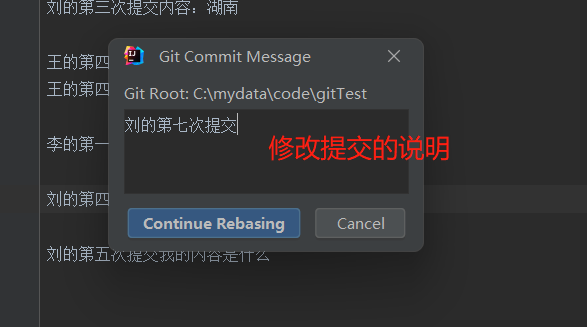 刘的第三次提交内容：湖南
Git Commit Message
王的第四
Git Root: C:\mydata\code\gitTest
王的第四
刘的第七次提交
修改提交的说明
李的第一
刘的第四
Continue Rebasing
Cancel
刘的第五次提交我的内容是什么